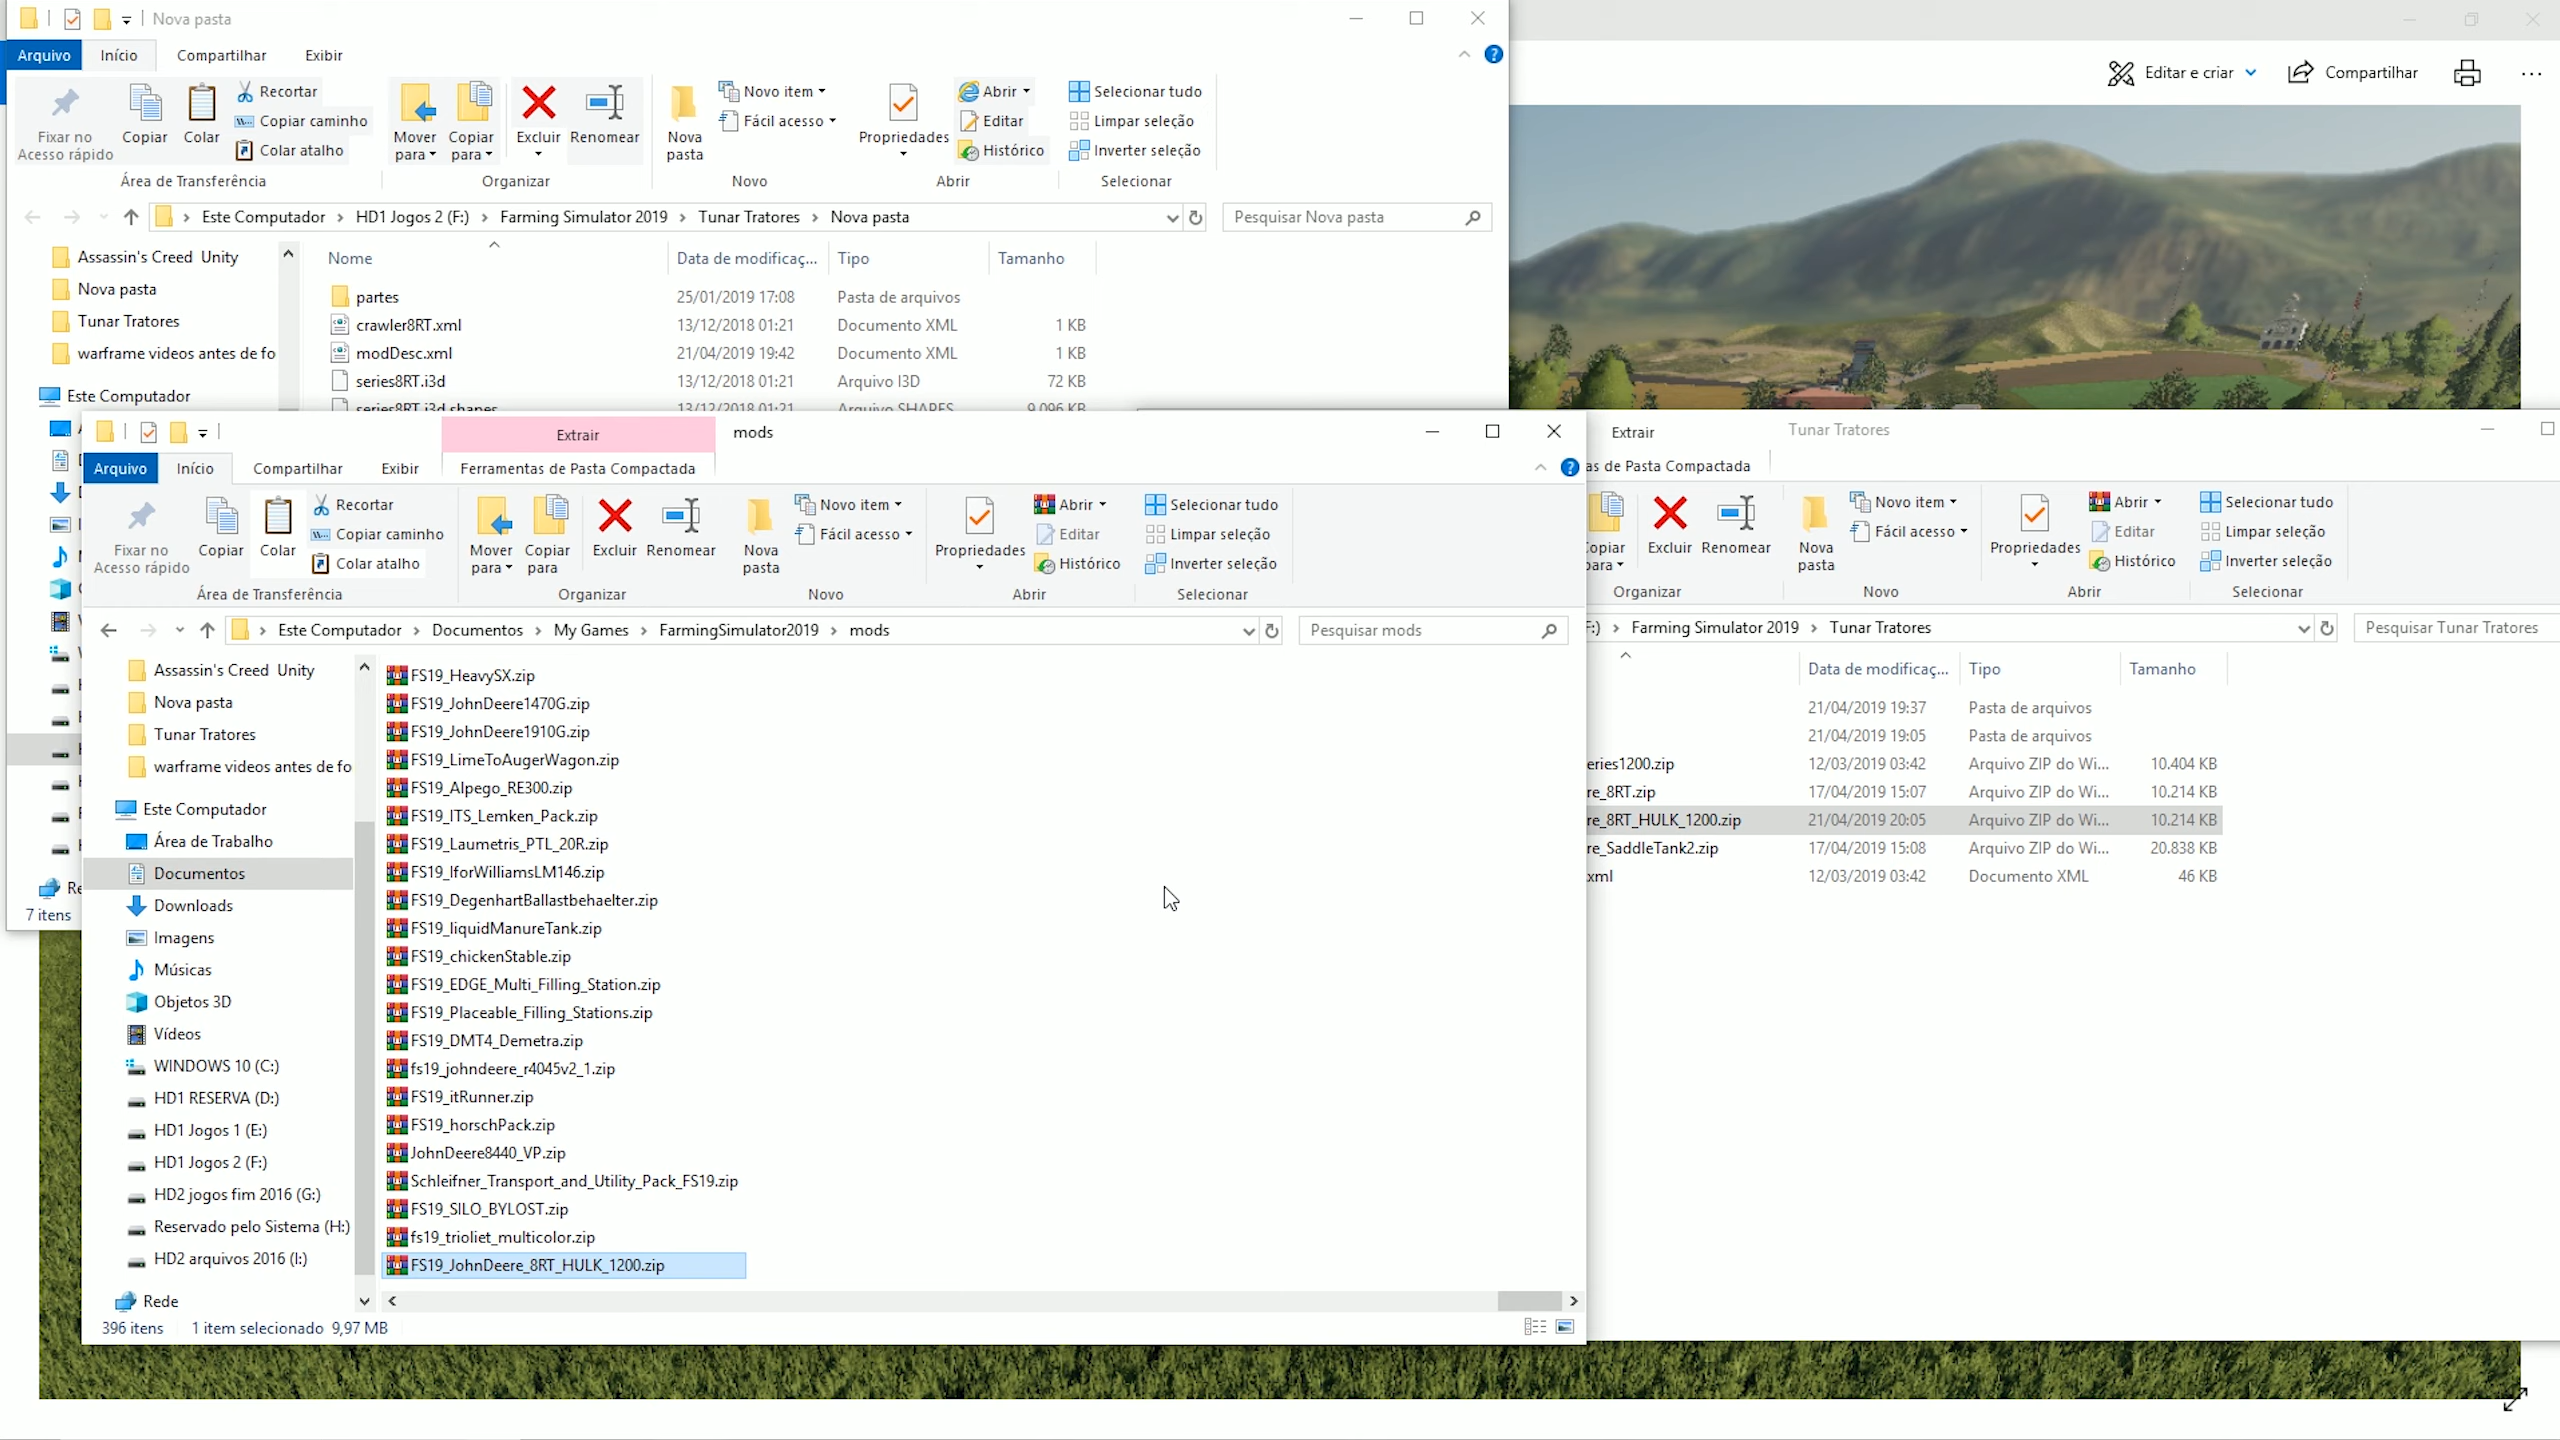 Nova pasta
Arquivo Início Compartilhar Exibir
Fixar no Acesso rápido
Copiar
Colar
Recortar
Copiar caminho
Colar atalho
Área de Transferência
Mover para
Copiar para
Excluir
Renomear
Organizar
Nova pasta
Novo item
Fácil acesso
Novo
Propriedades
Abrir
Editar
Histórico
Abrir
Selecionar tudo
Limpar seleção
Inverter seleção
Selecionar
Este Computador > HD1 Jogos 2 (F:) > Farming Simulator 2019 > Tunar Tratores > Nova pasta
Pesquisar Nova pasta
Assassin's Creed Unity
Nova pasta
Tunar Tratores
warframe videos antes de fo
Este Computador
Nome Data de modificaç... Tipo Tamanho
partes 25/01/2019 17:08 Pasta de arquivos
crawler8RT.xml 13/12/2018 01:21 Documento XML 1 KB
modDesc.xml 21/04/2019 19:42 Documento XML 1 KB
series8RT.i3d 13/12/2018 01:21 Arquivo I3D 72 KB
series8RT.i3d.shapes 13/12/2018 01:21 Arquivo SHAPES 9.096 KB
7 itens
Editar e criar
Compartilhar
Extrair mods
Arquivo Início Compartilhar Exibir Ferramentas de Pasta Compactada
Fixar no Acesso rápido
Copiar
Colar
Recortar
Copiar caminho
Colar atalho
Área de Transferência
Mover para
Copiar para
Excluir
Renomear
Organizar
Nova pasta
Novo item
Fácil acesso
Novo
Propriedades
Abrir
Editar
Histórico
Abrir
Selecionar tudo
Limpar seleção
Inverter seleção
Selecionar
Este Computador > Documentos > My Games > FarmingSimulator2019 > mods
Pesquisar mods
Assassin's Creed Unity
Nova pasta
Tunar Tratores
warframe videos antes de fo
Este Computador
Área de Trabalho
Documentos
Downloads
Imagens
Músicas
Objetos 3D
Vídeos
WINDOWS 10 (C:)
HD1 RESERVA (D:)
HD1 Jogos 1 (E:)
HD1 Jogos 2 (F:)
HD2 jogos fim 2016 (G:)
Reservado pelo Sistema (H:)
HD2 arquivos 2016 (I:)
Rede
FS19_HeavySX.zip
FS19_JohnDeere1470G.zip
FS19_JohnDeere1910G.zip
FS19_LimeToAugerWagon.zip
FS19_Alpego_RE300.zip
FS19_ITS_Lemken_Pack.zip
FS19_Laumetris_PTL_20R.zip
FS19_IforWilliamsLM146.zip
FS19_DegenhartBallastbehaelter.zip
FS19_liquidManureTank.zip
FS19_chickenStable.zip
FS19_EDGE_Multi_Filling_Station.zip
FS19_Placeable_Filling_Stations.zip
FS19_DMT4_Demetra.zip
fs19_johndeere_r4045v2_1.zip
FS19_itRunner.zip
FS19_horschPack.zip
JohnDeere8440_VP.zip
Schleifner_Transport_and_Utility_Pack_FS19.zip
FS19_SILO_BYLOST.zip
fs19_trioliet_multicolor.zip
FS19_JohnDeere_8RT_HULK_1200.zip
396 itens 1 item selecionado 9,97 MB
Extrair Tunar Tratores
as de Pasta Compactada
opiar para
Excluir
Renomear
Organizar
Nova pasta
Novo item
Fácil acesso
Novo
Propriedades
Abrir
Editar
Histórico
Abrir
Selecionar tudo
Limpar seleção
Inverter seleção
Selecionar
F:) > Farming Simulator 2019 > Tunar Tratores
Pesquisar Tunar Tratores
Data de modificaç... Tipo Tamanho
21/04/2019 19:37 Pasta de arquivos
21/04/2019 19:05 Pasta de arquivos
eries1200.zip 12/03/2019 03:42 Arquivo ZIP do Wi... 10.404 KB
re_8RT.zip 17/04/2019 15:07 Arquivo ZIP do Wi... 10.214 KB
re_8RT_HULK_1200.zip 21/04/2019 20:05 Arquivo ZIP do Wi... 10.214 KB
re_SaddleTank2.zip 17/04/2019 15:08 Arquivo ZIP do Wi... 20.838 KB
xml 12/03/2019 03:42 Documento XML 46 KB